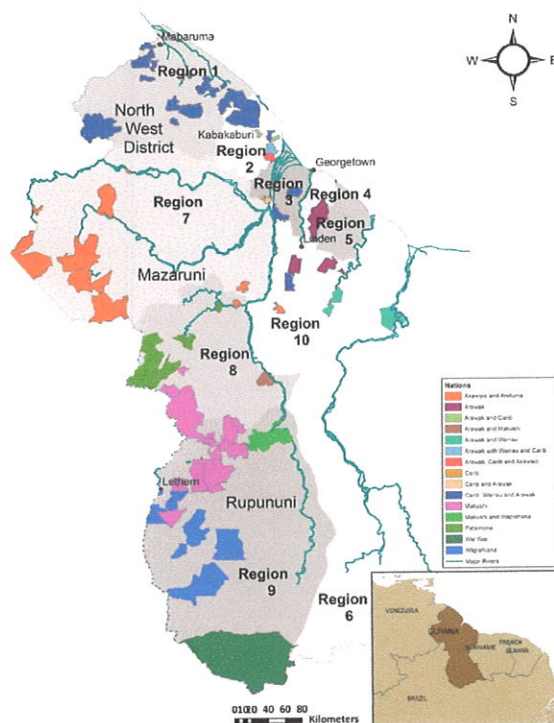 N
W E
S
Mabaruma
Region 1
North
West
District
Kabakaburi
Region
2
Georgetown
Region
3
Region 4
Region
5
Region
7
Linden
Mazaruni
Region
10
Region
8
Lethem
Rupununi
Region
9
Region
6
Nations
Akawaio and Arekuna
Arawak
Arawak and Carib
Arawak and Makushi
Arawak and Warrau
Arawak with Warrau and Carib
Arawak, Carib and Akawaio
Carib
Carib and Arawak
Carib, Warrau and Arawak
Makushi
Makushi and Wapishana
Patamona
Wai Wai
Wapishana
Major Rivers
VENEZUELA
GUYANA
SURINAME
FRENCH
GUIANA
BRAZIL
01020 40 60 80
Kilometers